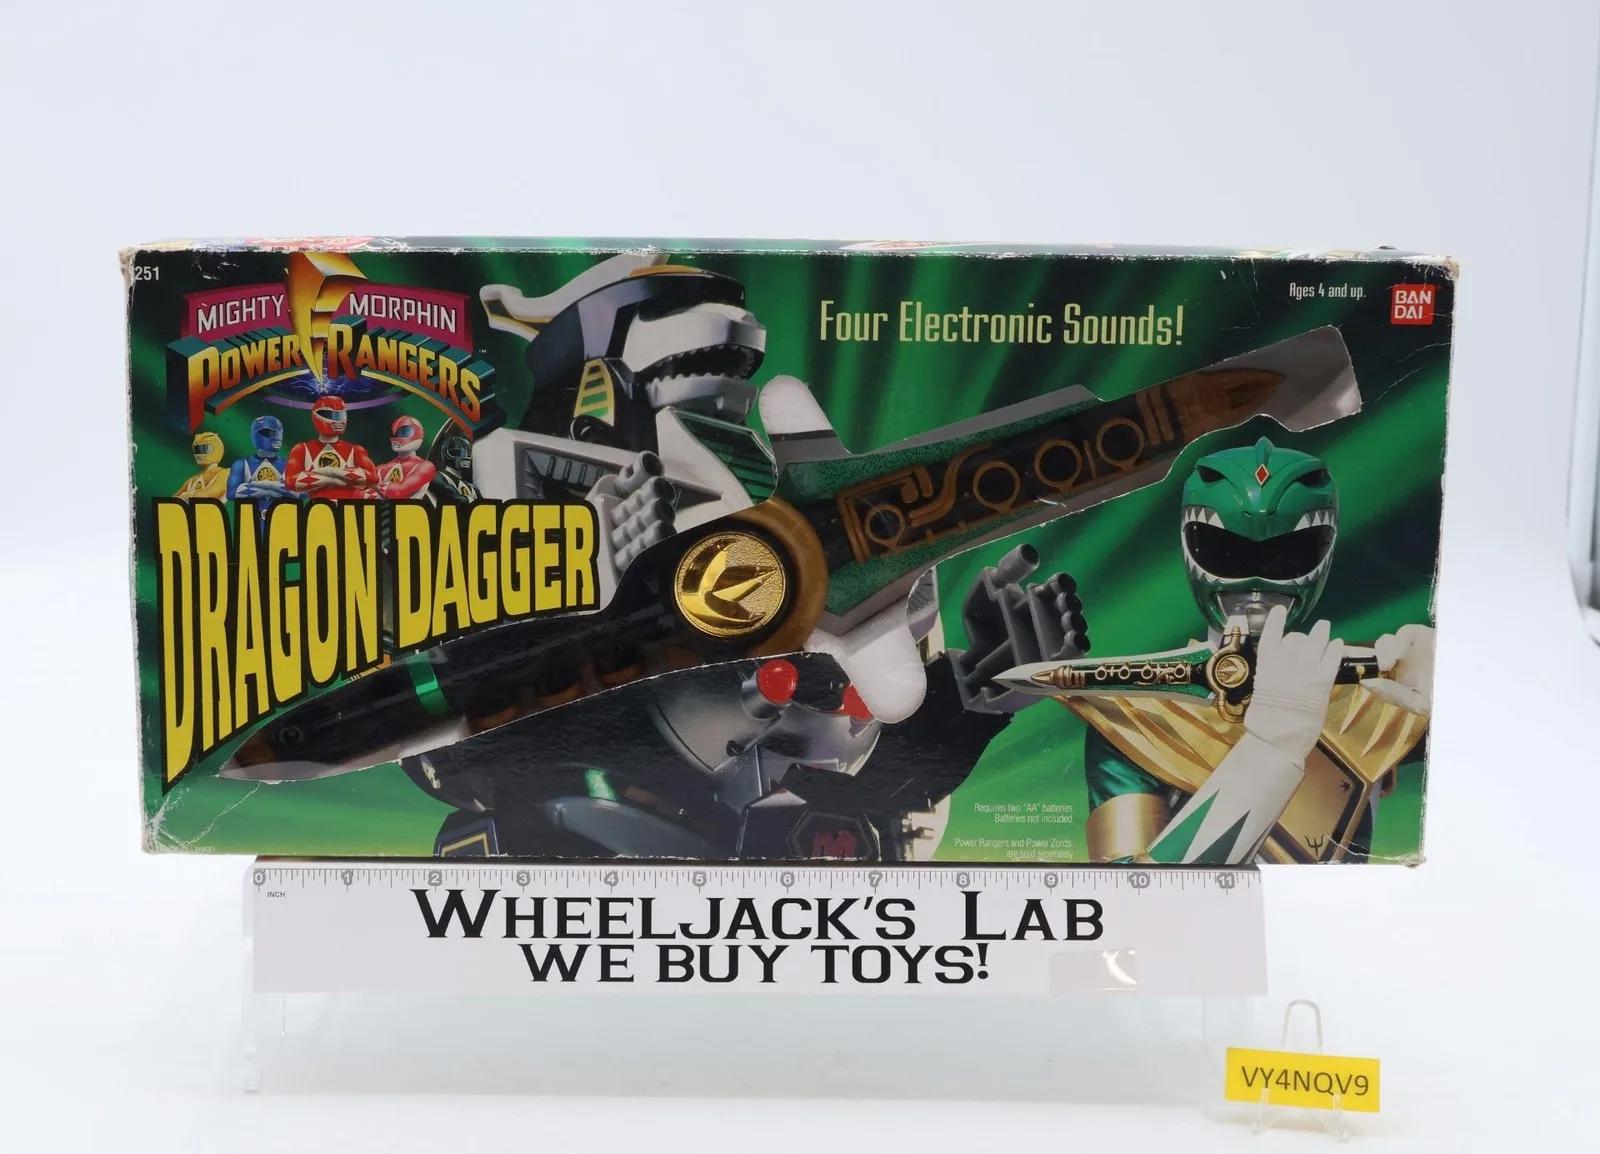 251
MIGHTY MORPHIN
POWER RANGERS
™
DRAGON DAGGER
Four Electronic Sounds!
Ages 4 and up.
BAN
DAI
Requires two "AA" batteries.
Batteries not included.
Power Rangers and Power Zords
are sold seperately
0 1 2 3 4 5 6 7 8 9 10 11
INCH
WHEELJACK'S LAB
WE BUY TOYS!
VY4NQV9